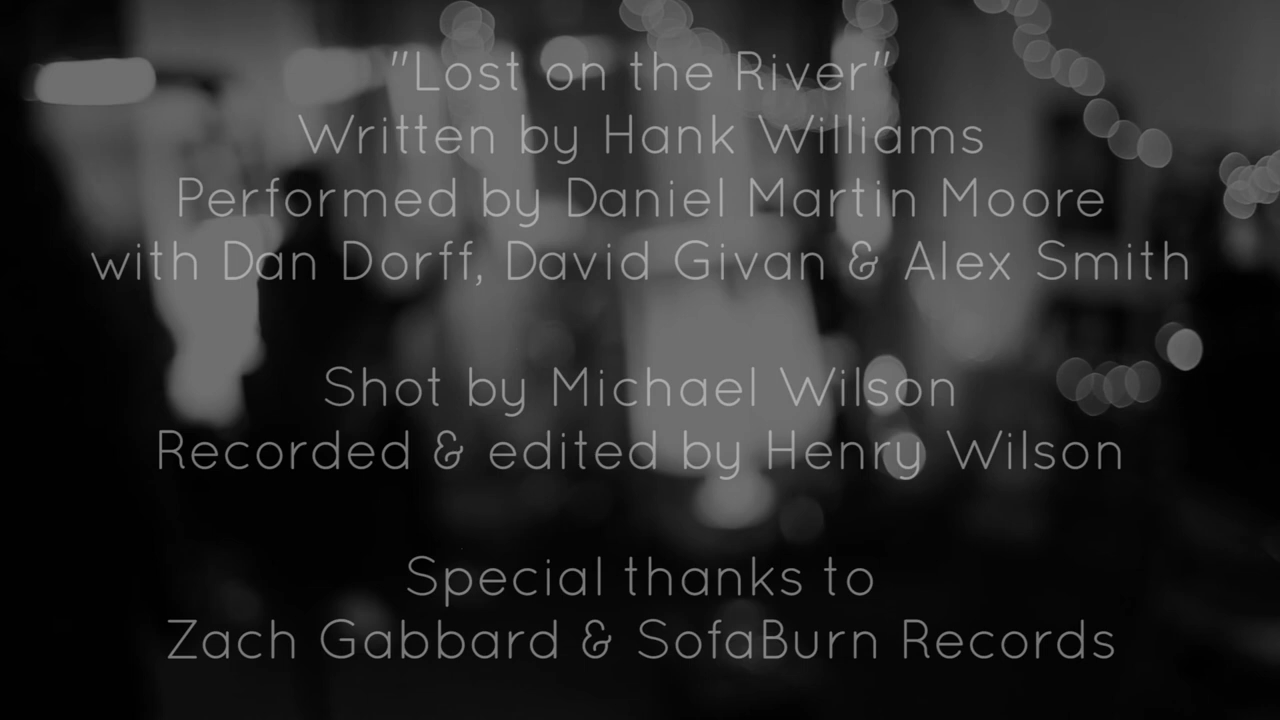 "Lost on the River"
Written by Hank Williams
Performed by Daniel Martin Moore
with Dan Dorff, David Givan & Alex Smith
Shot by Michael Wilson
Recorded & edited by Henry Wilson
Special thanks to
Zach Gabbard & SofaBurn Records